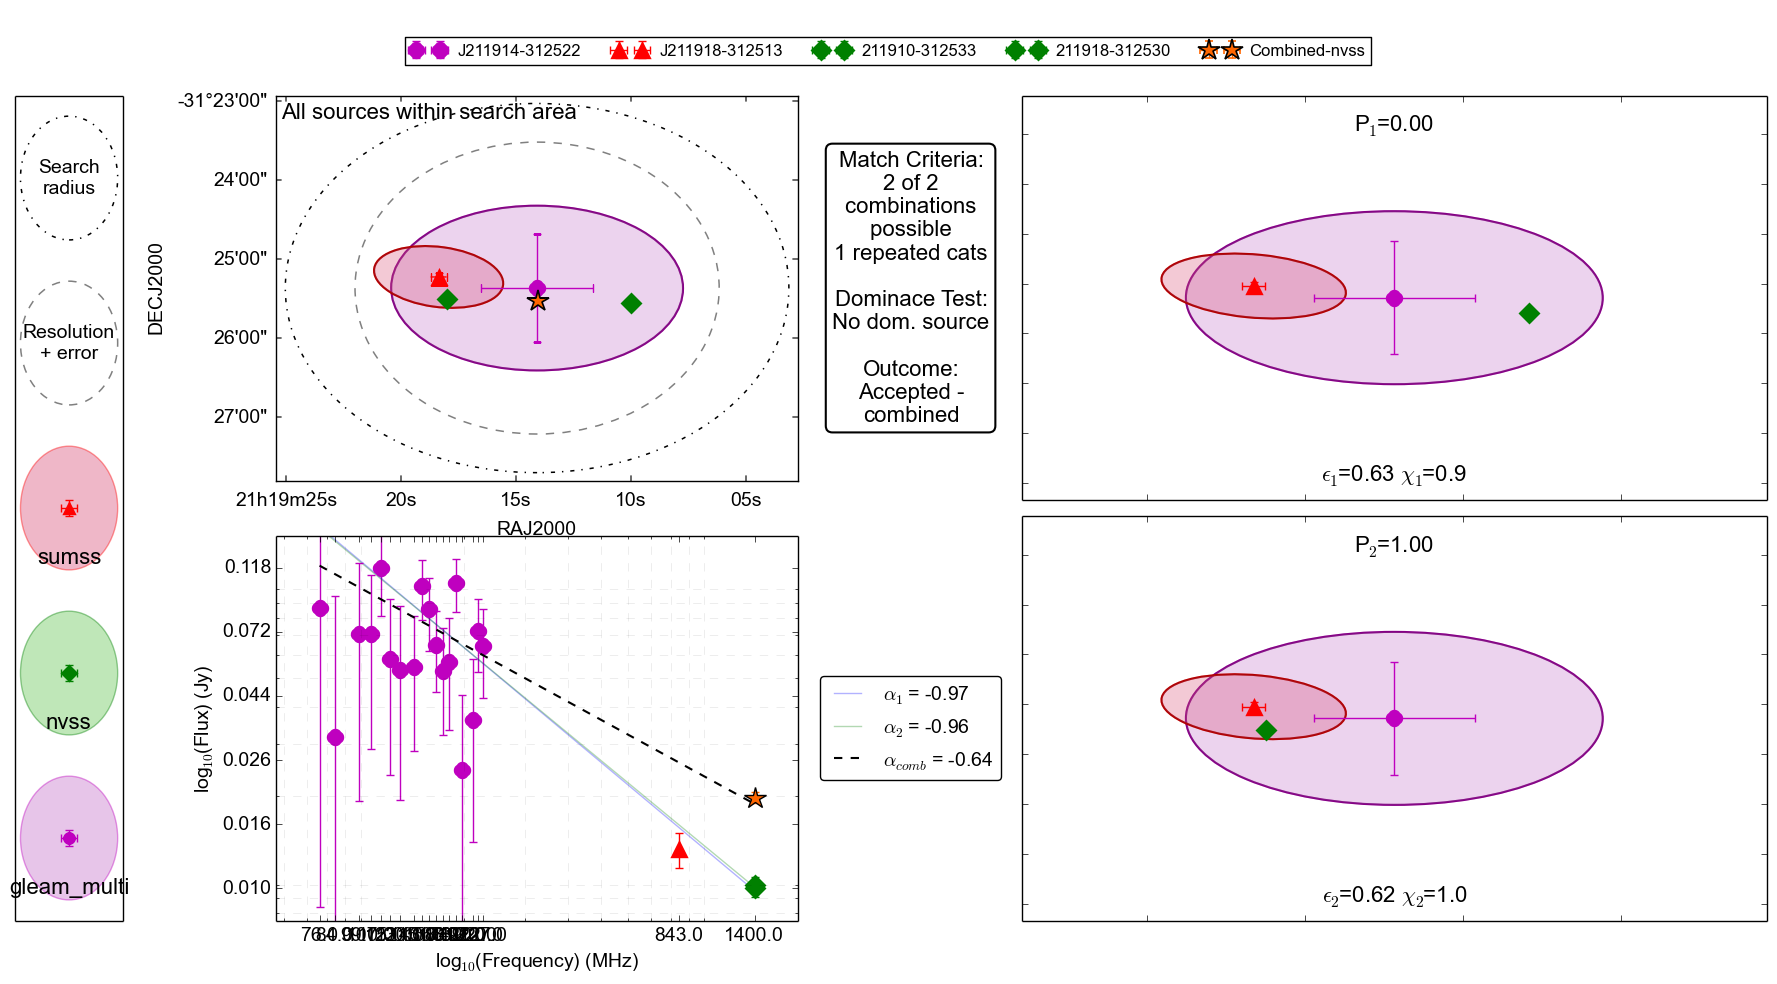 J211914-312522 J211918-312513 211910-312533 211918-312530 Combined-nvss
Search
radius
Resolution
+ error
sumss
nvss
gleam_multi
All sources within search area
-31°23'00"
24'00"
25'00"
26'00"
27'00"
DECJ2000
21h19m25s 20s 15s 10s 05s
RAJ2000
Match Criteria:
2 of 2
combinations
possible
1 repeated cats
Dominace Test:
No dom. source
Outcome:
Accepted -
combined
P1=0.00
ϵ1=0.63 χ1=0.9
0.118
0.072
0.044
0.026
0.016
0.010
log10(Flux) (Jy)
843.0 1400.0
log10(Frequency) (MHz)
α1 = -0.97
α2 = -0.96
αcomb = -0.64
P2=1.00
ϵ2=0.62 χ2=1.0